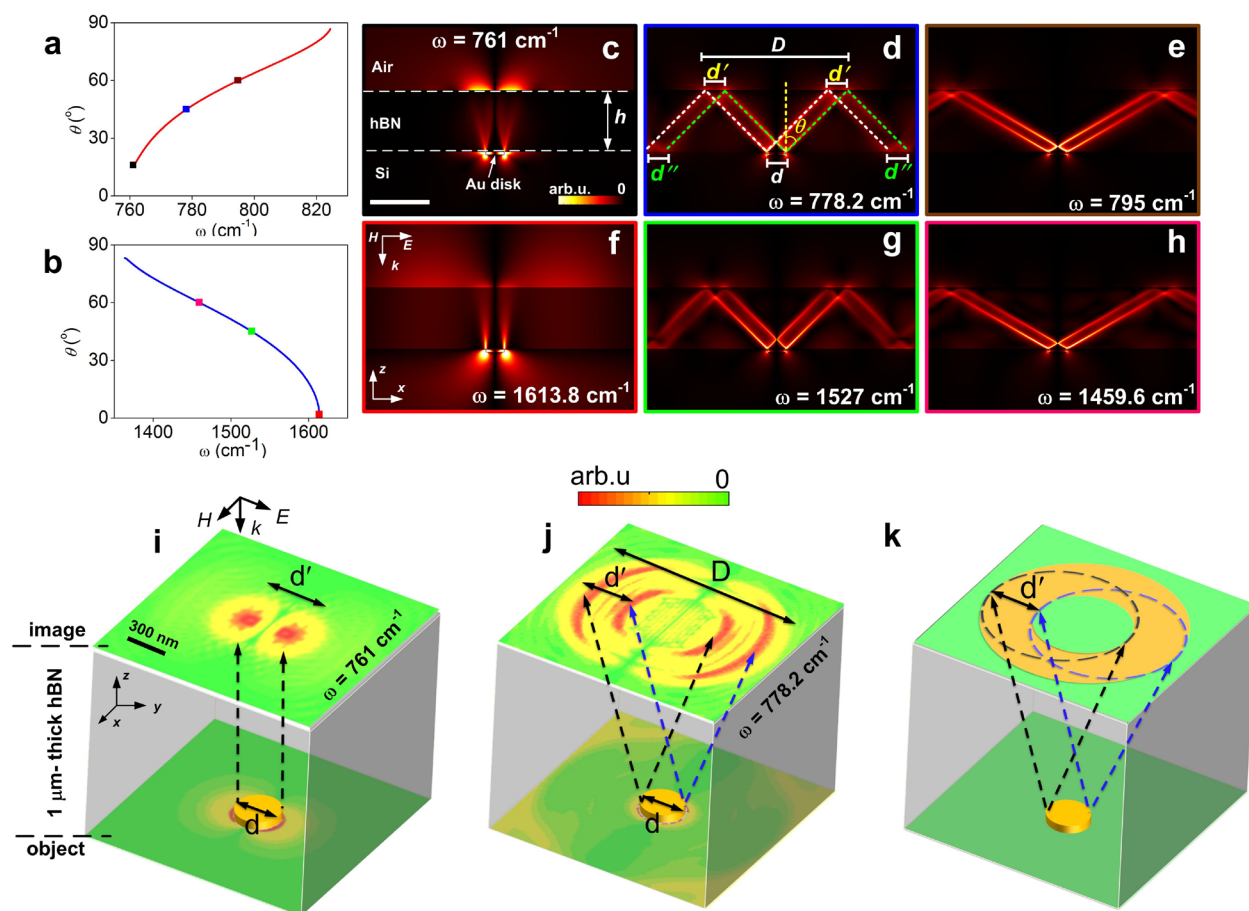 a
90
60
30
0
θ (°)
760
780
800
820
ω (cm⁻¹)
b
90
60
30
0
θ (°)
1400
1500
1600
ω (cm⁻¹)
c
ω = 761 cm⁻¹
Air
hBN
Si
h
Au disk
arb.u.
0
d
D
d′
d′
θ
d
d″
d″
ω = 778.2 cm⁻¹
e
ω = 795 cm⁻¹
f
H
E
k
z
x
ω = 1613.8 cm⁻¹
g
ω = 1527 cm⁻¹
h
ω = 1459.6 cm⁻¹
arb.u
0
i
H
E
k
d′
300 nm
ω = 761 cm⁻¹
image
1 μm- thick hBN
object
z
y
x
d
j
D
d′
ω = 778.2 cm⁻¹
d
k
d′